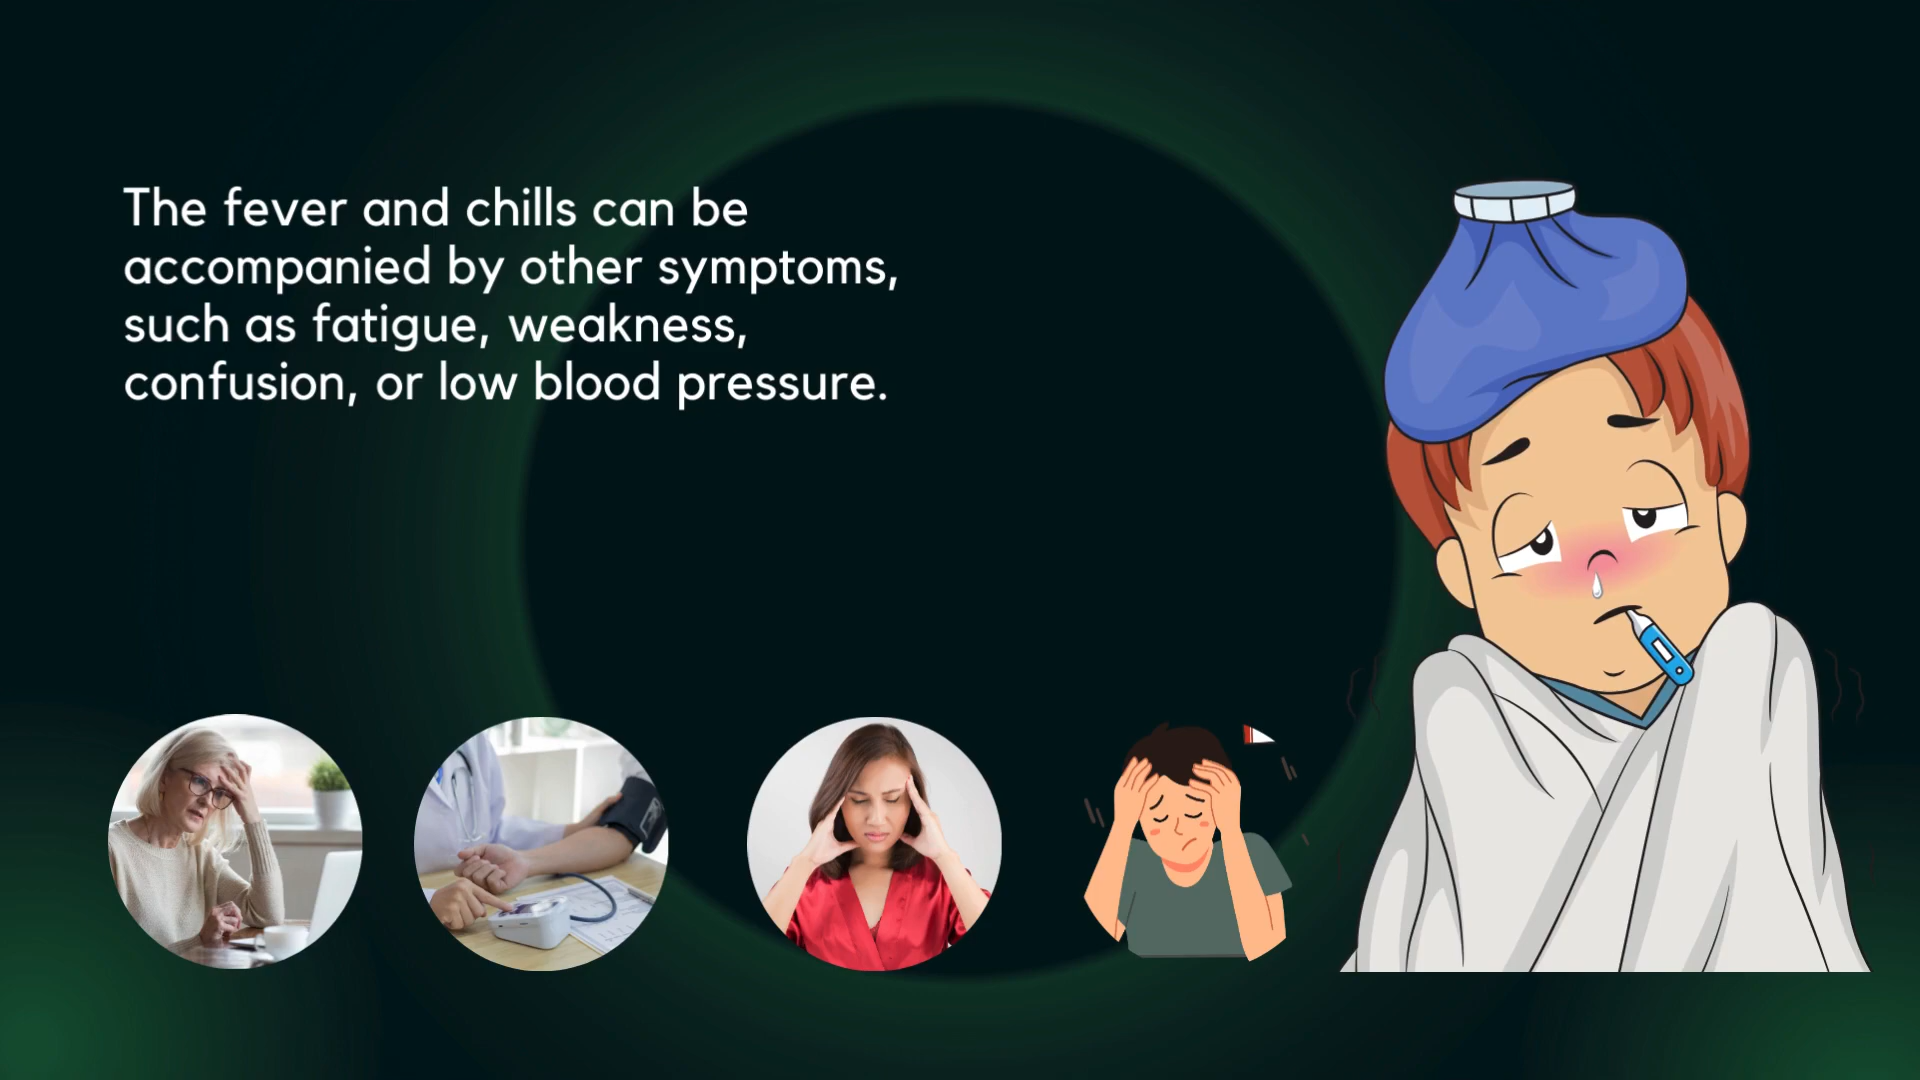 The fever and chills can be
accompanied by other symptoms,
such as fatigue, weakness,
confusion, or low blood pressure.